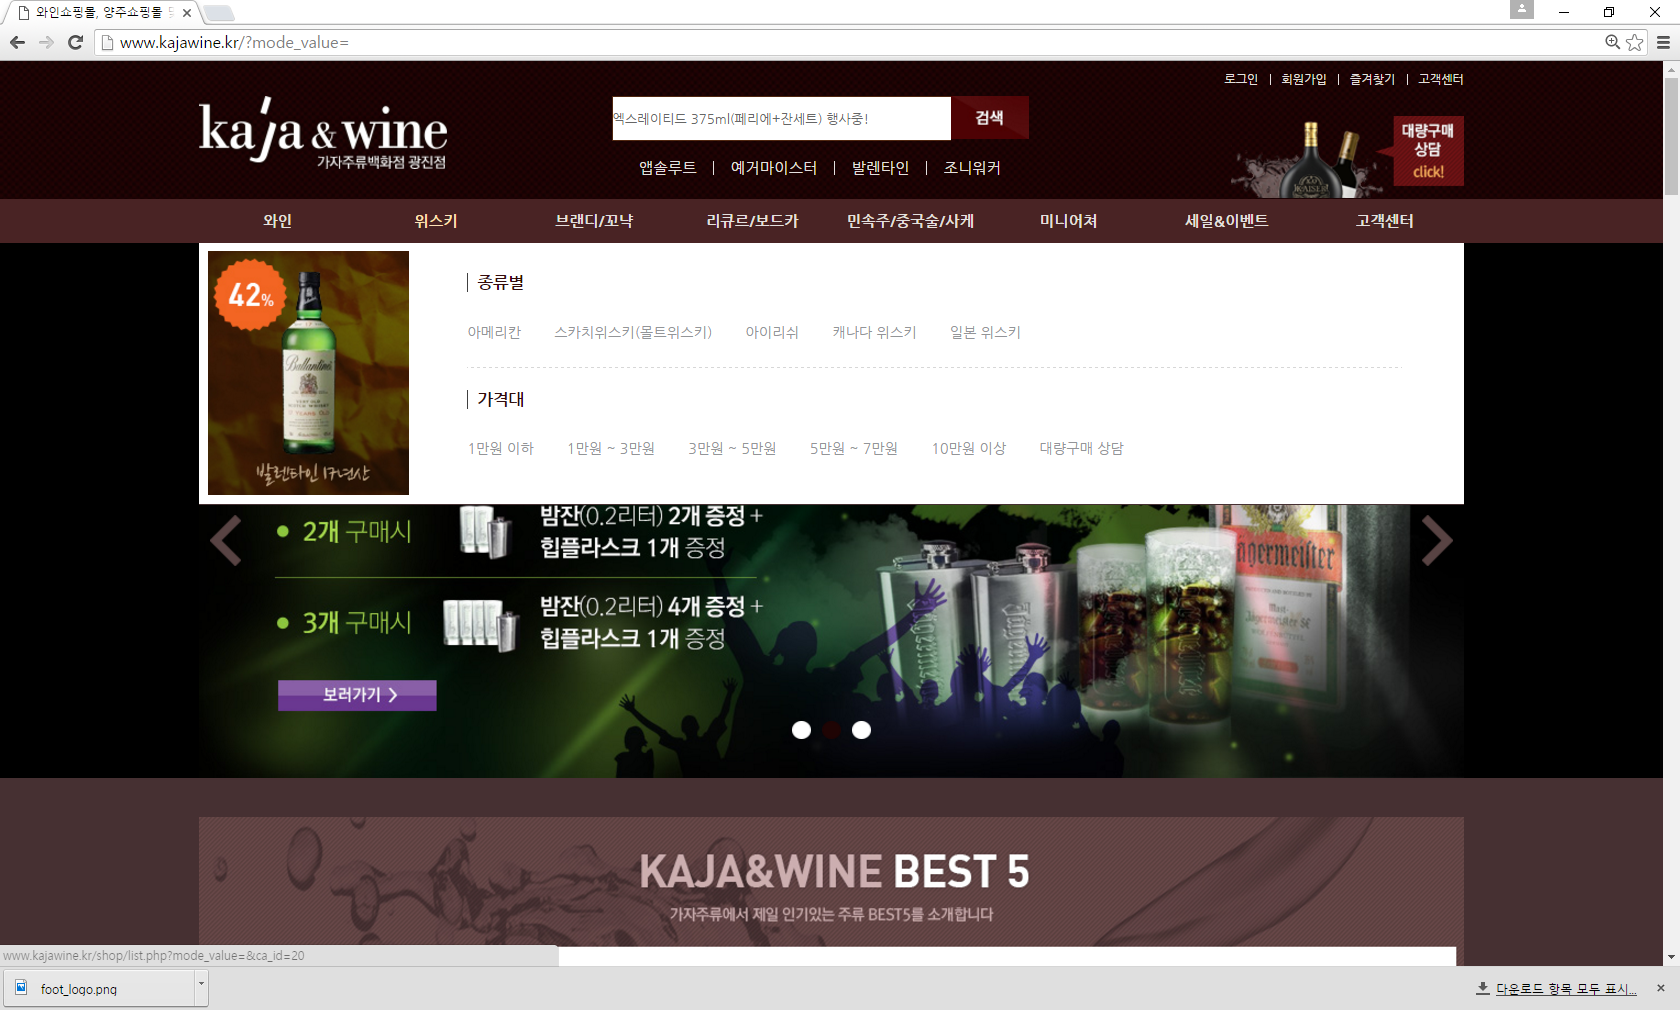 와인쇼핑몰, 양주쇼핑몰
www.kajawine.kr/?mode_value=
로그인 | 회원가입 | 즐겨찾기 | 고객센터
kaja & wine
가자주류백화점 광진점
엑스레이티드 375ml(페리에+잔세트) 행사중!
검색
앱솔루트 | 예거마이스터 | 발렌타인 | 조니워커
대량구매
상담
click!
와인 위스키 브랜디/꼬냑 리큐르/보드카 민속주/중국술/사케 미니어쳐 세일&이벤트 고객센터
42%
Ballantine's
발렌타인 17년산
종류별
아메리칸 스카치위스키(몰트위스키) 아이리쉬 캐나다 위스키 일본 위스키
가격대
1만원 이하 1만원 ~ 3만원 3만원 ~ 5만원 5만원 ~ 7만원 10만원 이상 대량구매 상담
2개 구매시
밤잔(0.2리터) 2개 증정 +
힙플라스크 1개 증정
3개 구매시
밤잔(0.2리터) 4개 증정 +
힙플라스크 1개 증정
보러가기
Jägermeister
KAJA&WINE BEST 5
가자주류에서 제일 인기있는 주류 BEST5를 소개합니다
www.kajawine.kr/shop/list.php?mode_value=&ca_id=20
foot_logo.png
다운로드 항목 모두 표시...